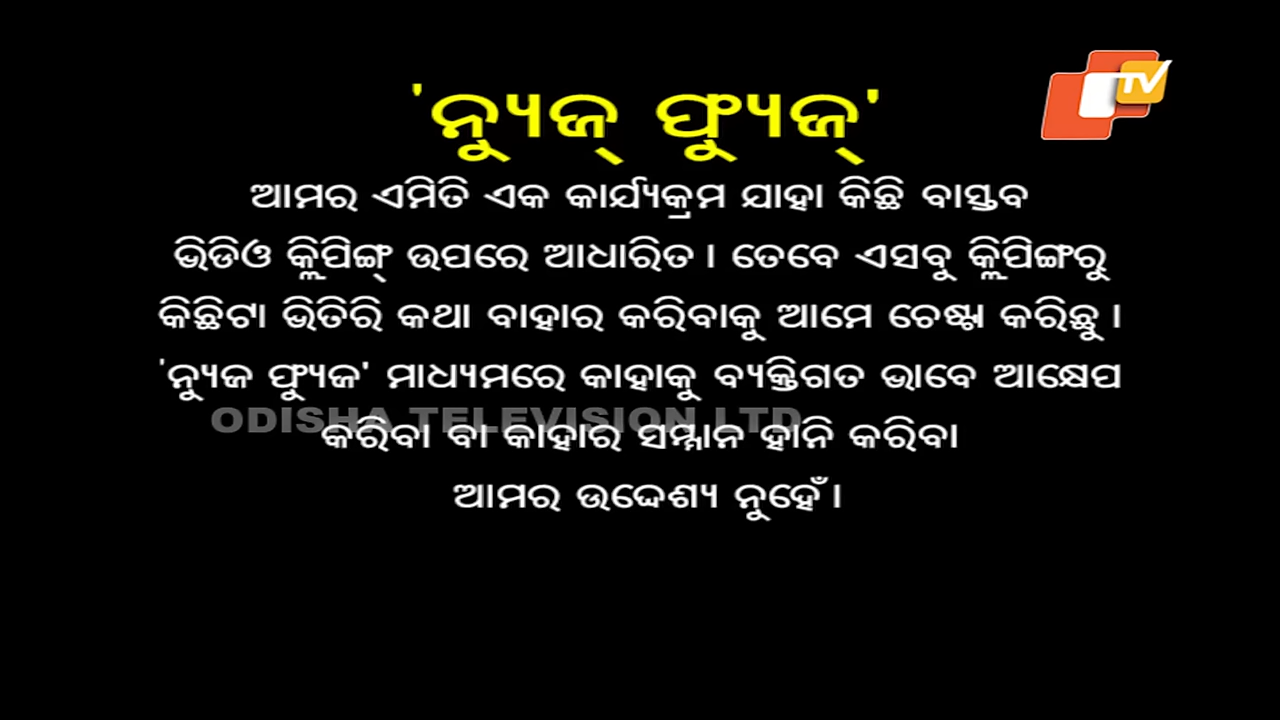 'ନ୍ୟୁଜ୍ ଫ୍ୟୁଜ୍'
TV
ଆମର ଏମିତି ଏକ କାର୍ଯ୍ୟକ୍ରମ ଯାହା କିଛି ବାସ୍ତବ
ଭିଡିଓ କ୍ଲିପିଙ୍ଗ୍ ଉପରେ ଆଧାରିତ । ତେବେ ଏସବୁ କ୍ଲିପିଙ୍ଗରୁ
କିଛିଟା ଭିତିରି କଥା ବାହାର କରିବାକୁ ଆମେ ଚେଷ୍ଟା କରିଛୁ ।
'ନ୍ୟୁଜ ଫ୍ୟୁଜ' ମାଧ୍ୟମରେ କାହାକୁ ବ୍ୟକ୍ତିଗତ ଭାବେ ଆକ୍ଷେପ
ODISHA TELEVISION LTD
କରିବା ବା କାହାର ସମ୍ମାନ ହାନି କରିବା
ଆମର ଉଦ୍ଦେଶ୍ୟ ନୁହେଁ ।